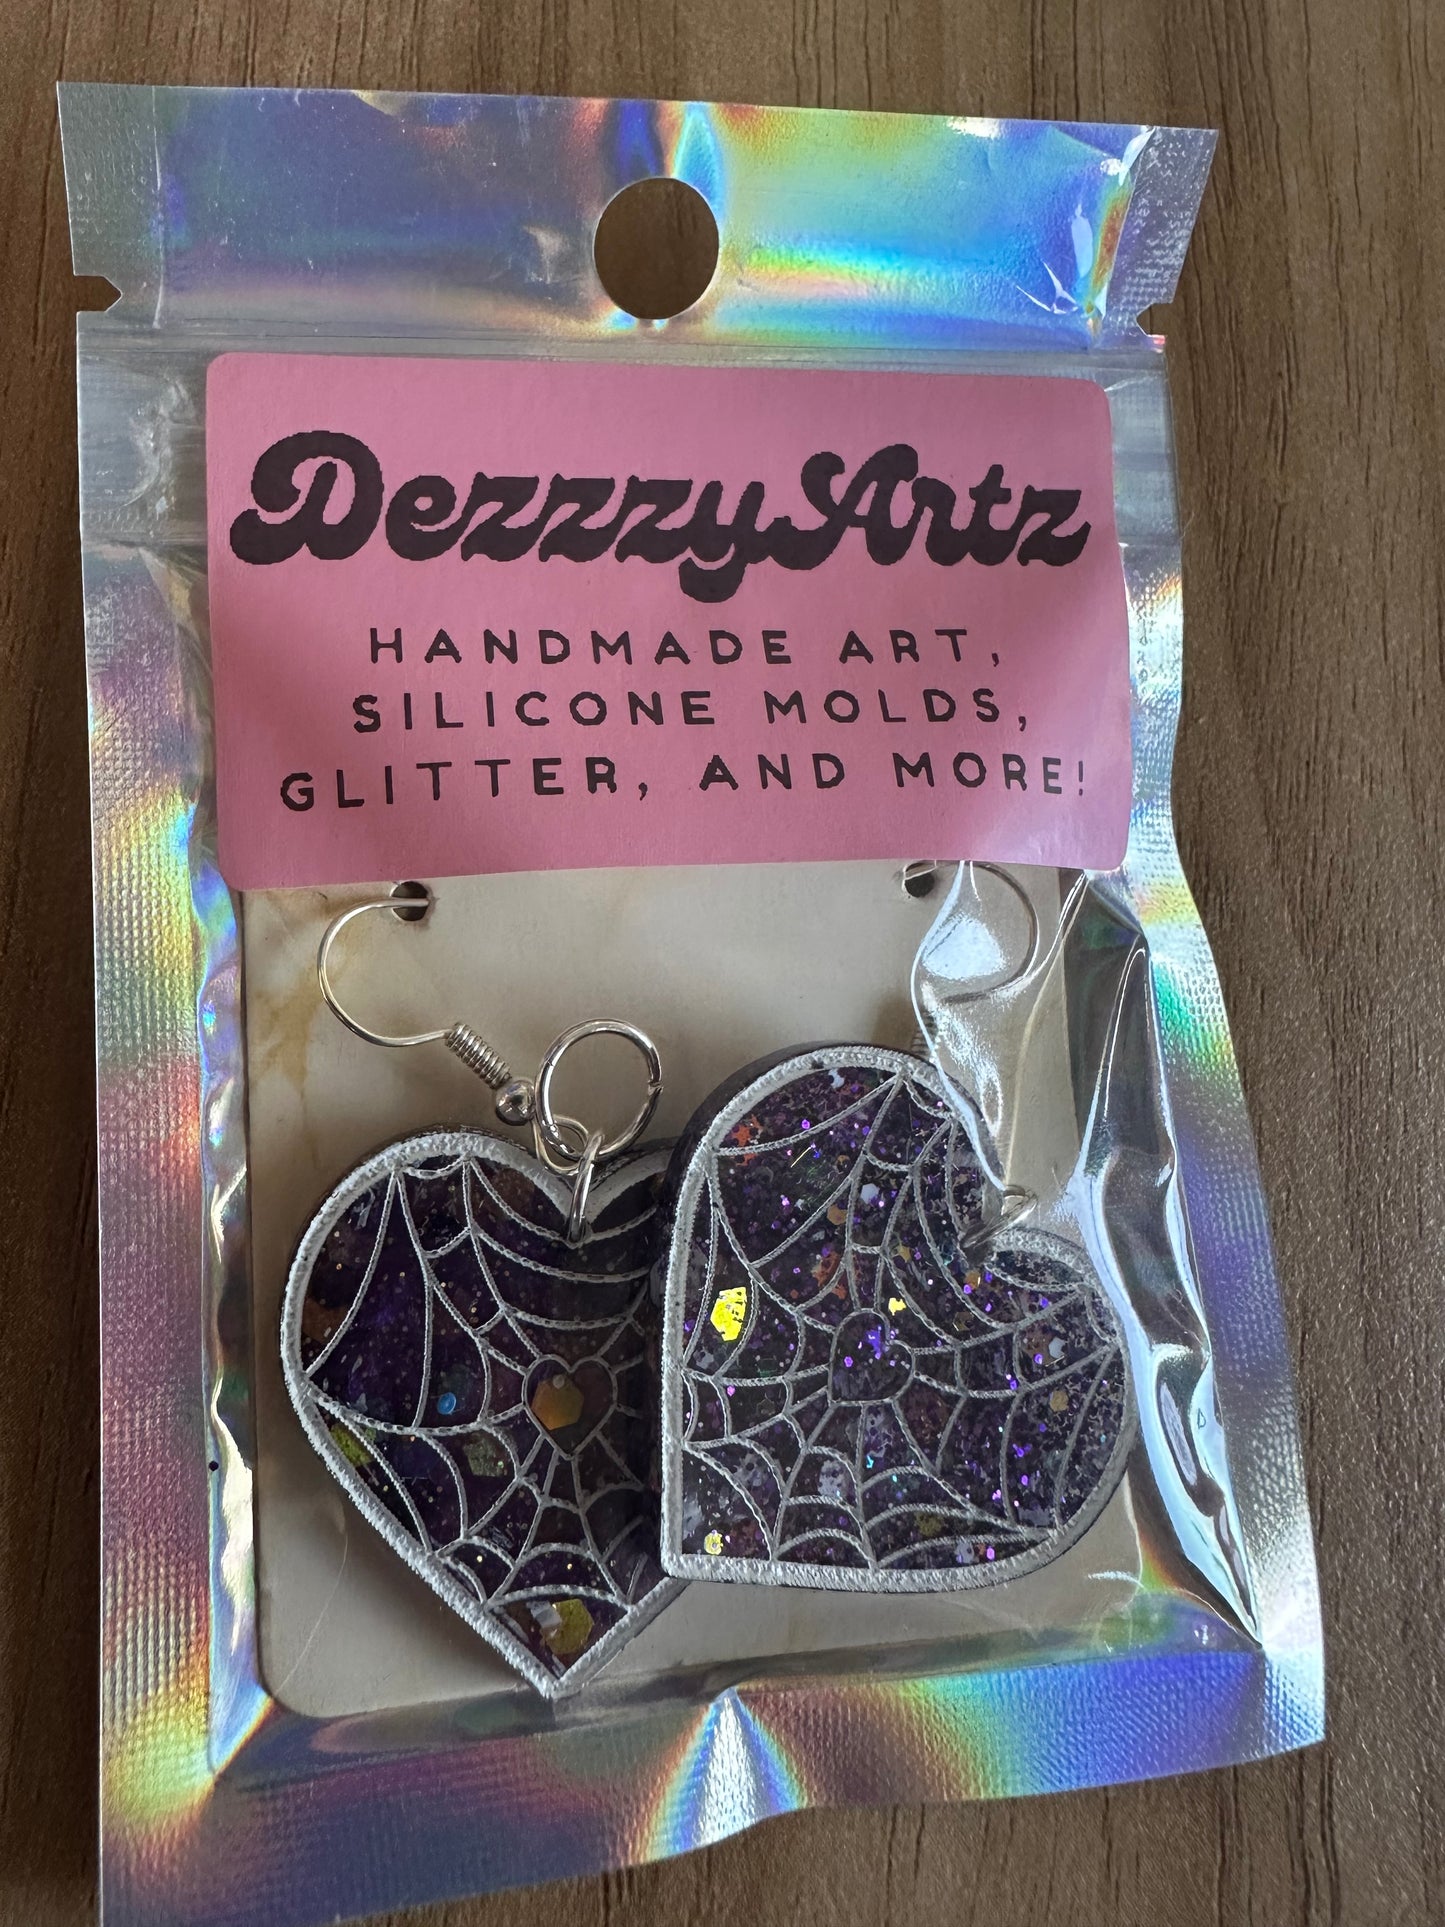 DezzzyArtz
HANDMADE ART,
SILICONE MOLDS,
GLITTER, AND MORE!